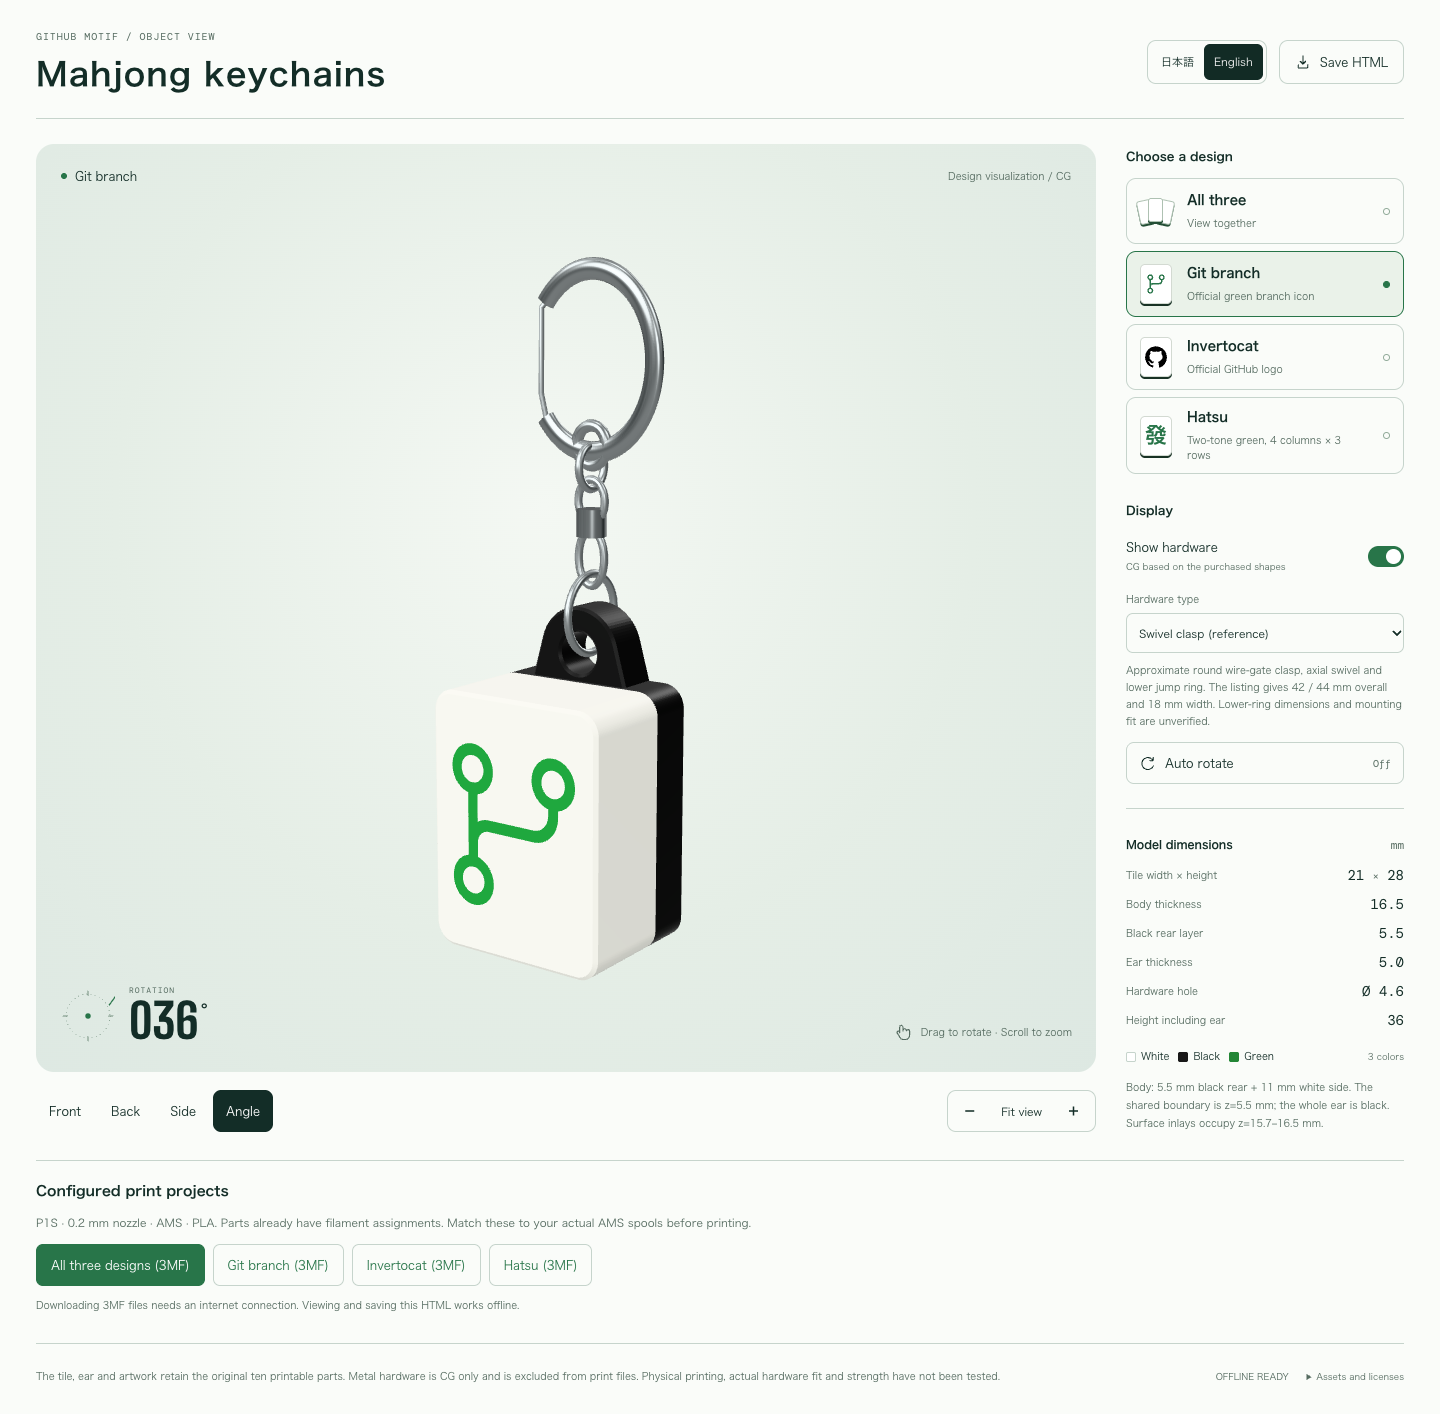 GITHUB MOTIF / OBJECT VIEW
Mahjong keychains
日本語
English
Save HTML
Git branch
Design visualization / CG
ROTATION
036°
Drag to rotate · Scroll to zoom
Front
Back
Side
Angle
−
Fit view
+
Choose a design
All three
View together
Git branch
Official green branch icon
Invertocat
Official GitHub logo
發
Hatsu
Two-tone green, 4 columns × 3
rows
Display
Show hardware
CG based on the purchased shapes
Hardware type
Swivel clasp (reference)
Approximate round wire-gate clasp, axial swivel and
lower jump ring. The listing gives 42 / 44 mm overall
and 18 mm width. Lower-ring dimensions and mounting
fit are unverified.
Auto rotate
Off
Model dimensions
mm
Tile width × height
21 × 28
Body thickness
16.5
Black rear layer
5.5
Ear thickness
5.0
Hardware hole
Ø 4.6
Height including ear
36
White
Black
Green
3 colors
Body: 5.5 mm black rear + 11 mm white side. The
shared boundary is z=5.5 mm; the whole ear is black.
Surface inlays occupy z=15.7–16.5 mm.
Configured print projects
P1S · 0.2 mm nozzle · AMS · PLA. Parts already have filament assignments. Match these to your actual AMS spools before printing.
All three designs (3MF)
Git branch (3MF)
Invertocat (3MF)
Hatsu (3MF)
Downloading 3MF files needs an internet connection. Viewing and saving this HTML works offline.
The tile, ear and artwork retain the original ten printable parts. Metal hardware is CG only and is excluded from print files. Physical printing, actual hardware fit and strength have not been tested.
OFFLINE READY
Assets and licenses